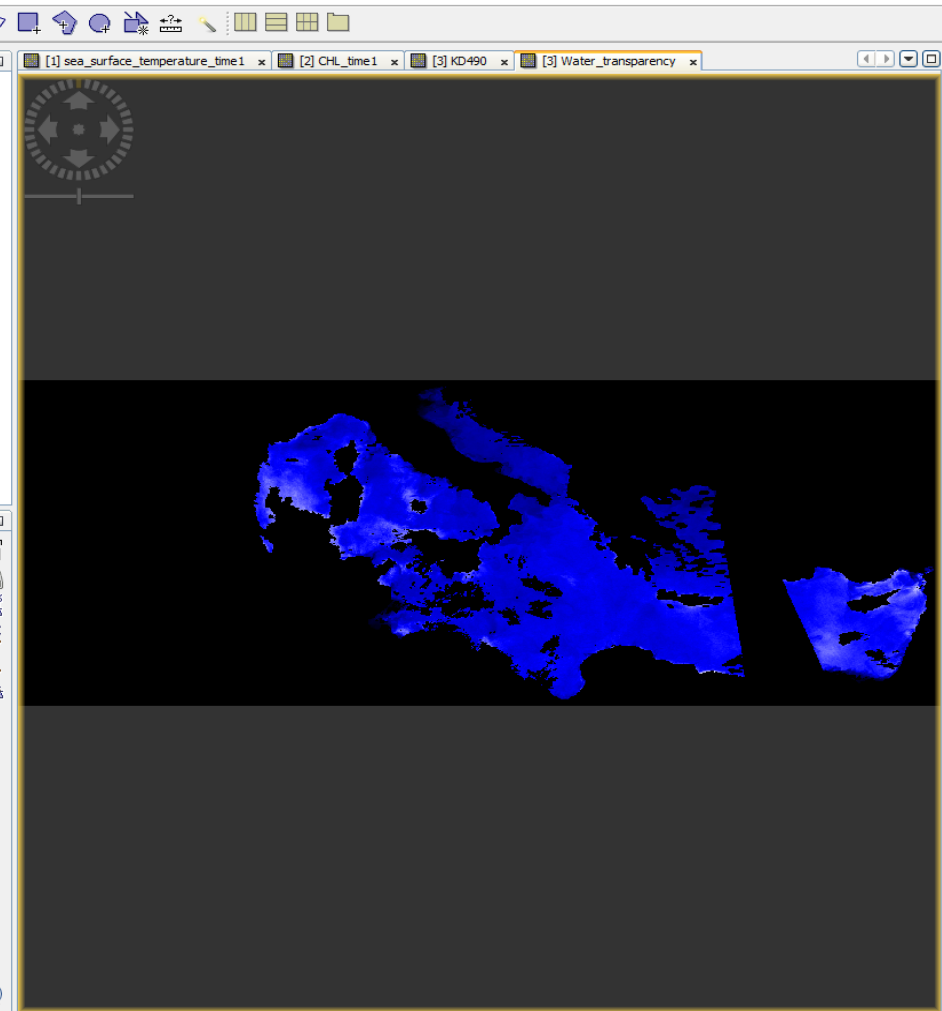 [1] sea_surface_temperature_time1 [2] CHL_time1 [3] KD490 [3] Water_transparency